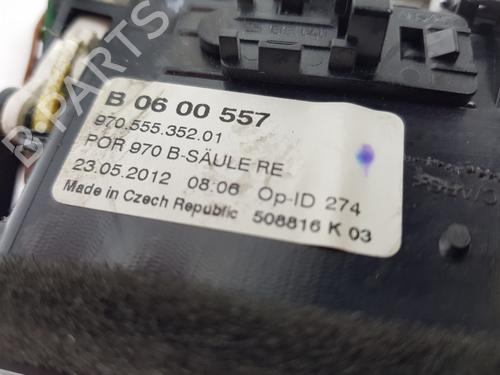 B 06 00 557
970.555.352.01
POR 970 B-SÄULE RE
23.05.2012 08:06 Op-ID 274
Made in Czech Republic 508816 K 03
B PARTS